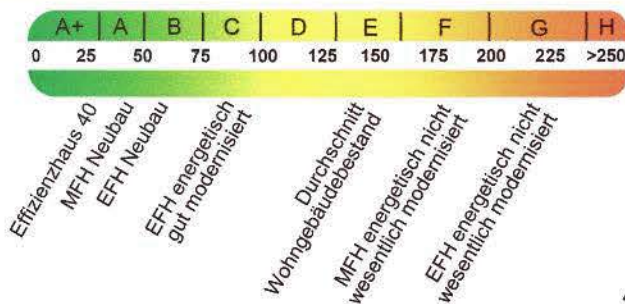 A+ A B C D E F G H
0 25 50 75 100 125 150 175 200 225 >250
Effizienzhaus 40
MFH Neubau
EFH Neubau
EFH energetisch
gut modernisiert
Durchschnitt
Wohngebäudebestand
MFH energetisch nicht
wesentlich modernisiert
EFH energetisch nicht
wesentlich modernisiert